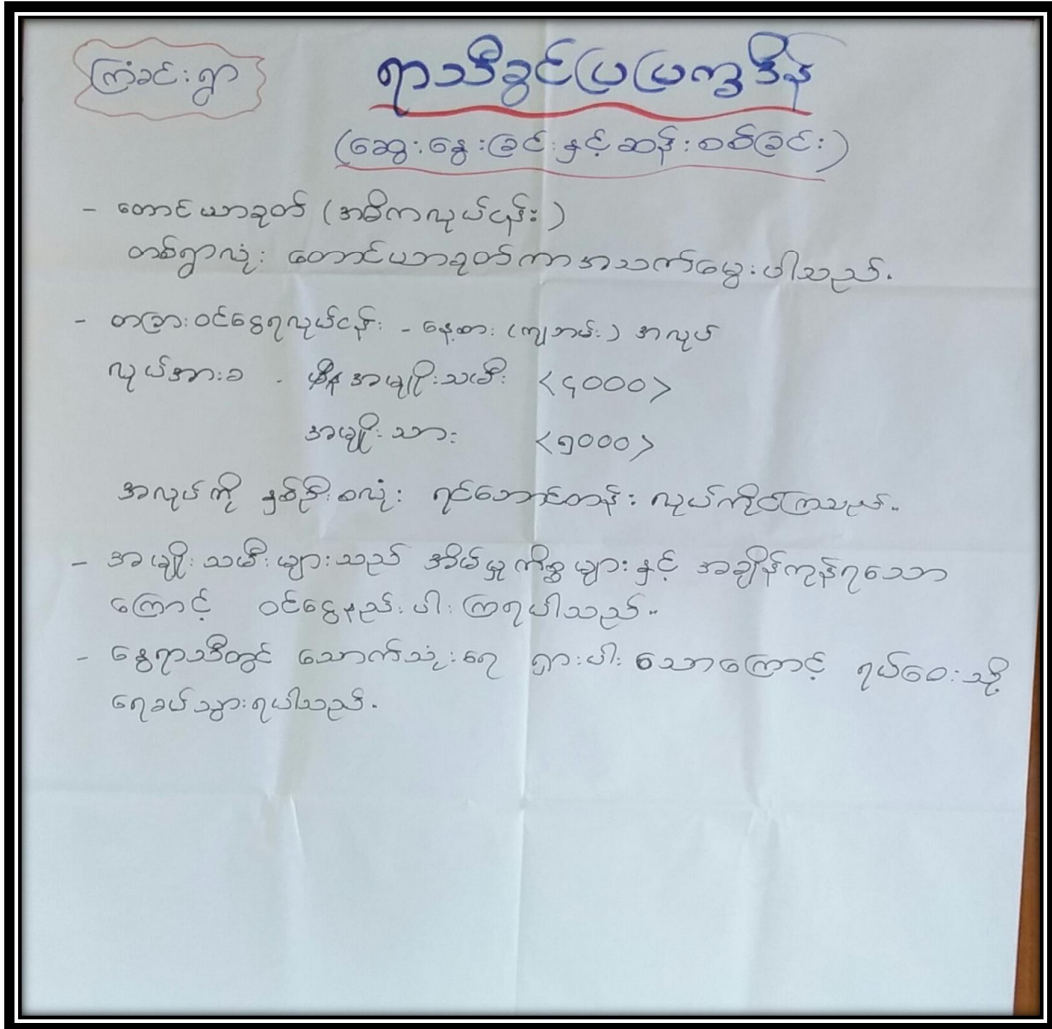 ကြံခင်းရွာ
ရာသီခွင်ပြပြက္ခဒိန်
(ဆွေးနွေးခြင်းနှင့်ဆန်းစစ်ခြင်း)
- တောင်ယာခုတ် (အဓိကလုပ်ငန်း)
တစ်ရွာလုံး တောင်ယာခုတ်ကာအသက်မွေးပါသည်.
- တခြားဝင်ငွေရလုပ်ငန်း - နေ့စား (ကျဘမ်း) အလုပ်
လုပ်အားခ - အမျိုးသမီး <၄၀၀၀>
အမျိုးသား <၅၀၀၀>
အလုပ်ကို နှစ်ဦးစလုံး ရင်ဘောင်တန်း လုပ်ကိုင်ကြသည်..
- အမျိုးသမီးများသည် အိမ်မှုကိစ္စများနှင့် အချိန်ကုန်ရသော
ကြောင့် ဝင်ငွေနည်းပါးကြရပါသည်..
- နွေရာသီတွင် သောက်သုံးရေ ရှားပါးသောကြောင့် ရပ်ဝေးသို့
ရေခပ်သွားရပါသည်.